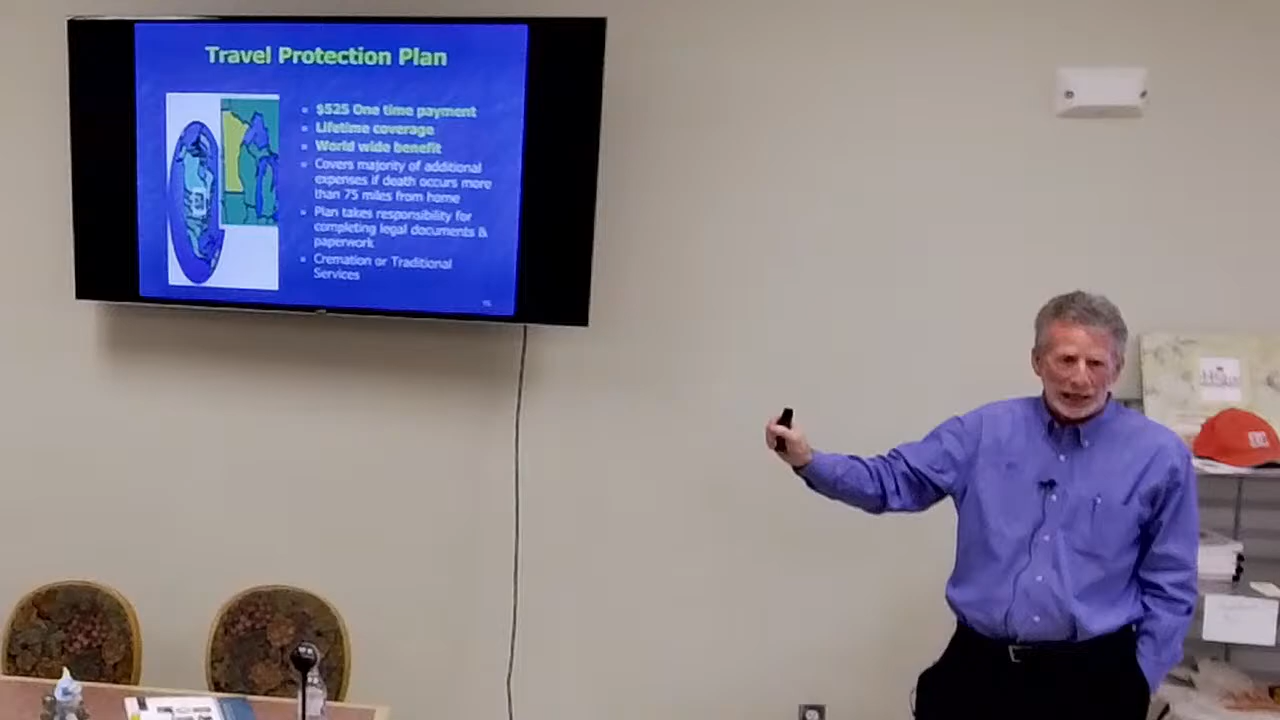 Travel Protection Plan
$525 One time payment
Lifetime coverage
World wide benefit
Covers majority of additional
expenses if death occurs more
than 75 miles from home
Plan takes responsibility for
completing legal documents &
paperwork
Cremation or Traditional
Services